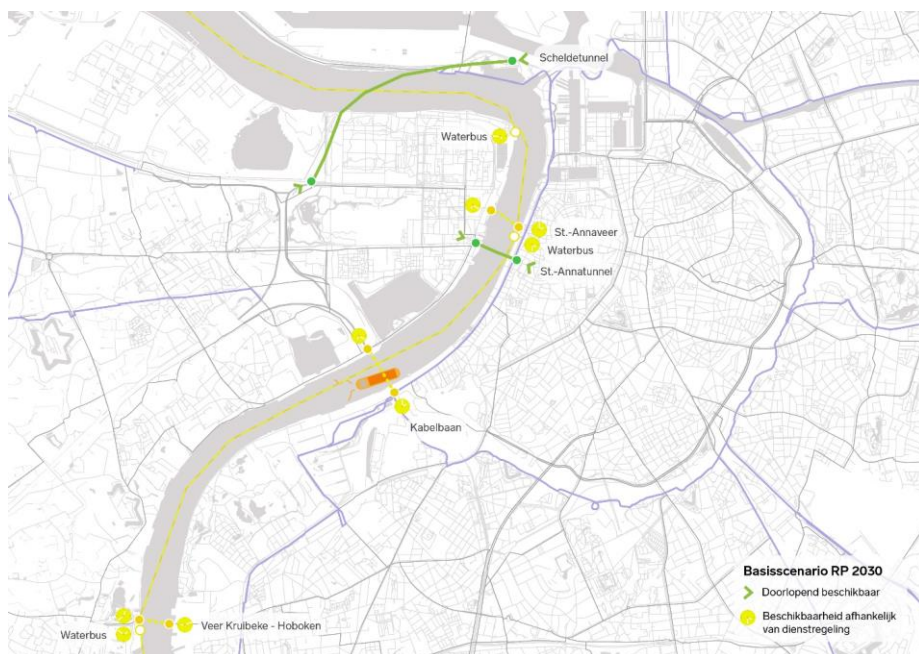 Scheldetunnel
Waterbus
St.-Annaveer
Waterbus
St.-Annatunnel
Kabelbaan
Veer Kruibeke - Hoboken
Waterbus
Basisscenario RP 2030
Doorlopend beschikbaar
Beschikbaarheid afhankelijk
van dienstregeling